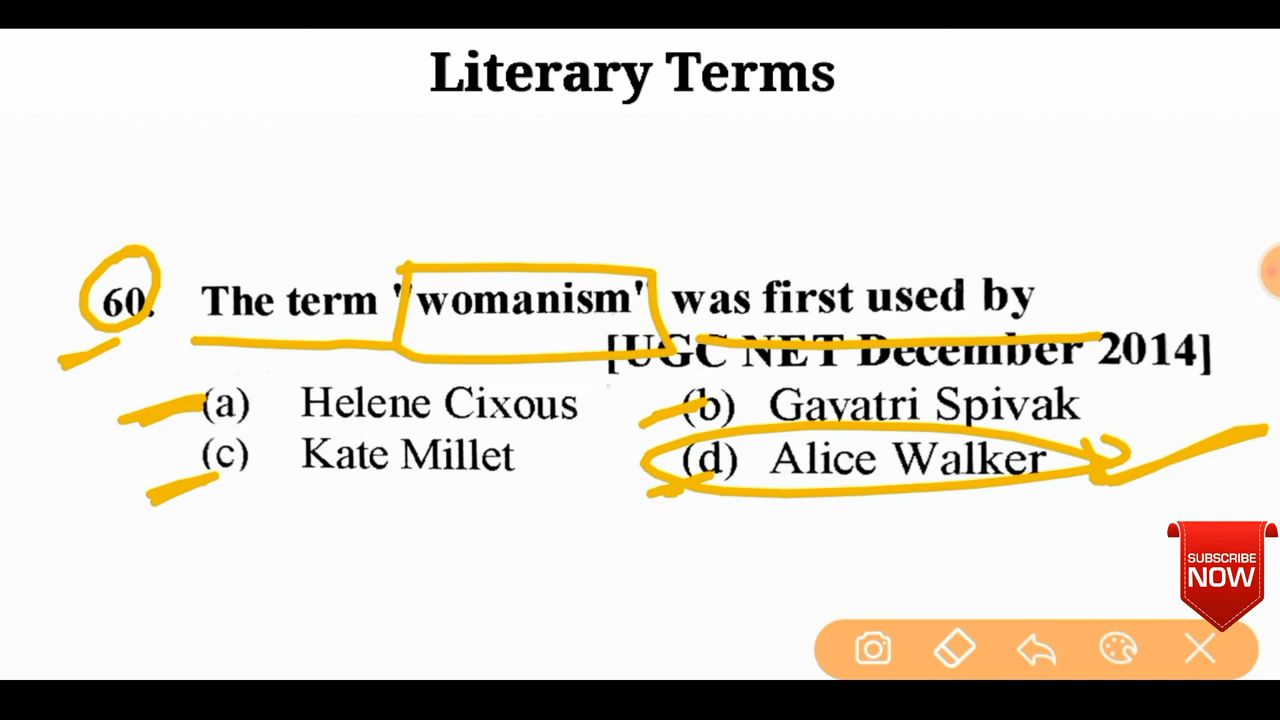 Literary Terms
60. The term "womanism" was first used by
[UGC NET December 2014]
(a) Helene Cixous (b) Gayatri Spivak
(c) Kate Millet (d) Alice Walker
SUBSCRIBE
NOW